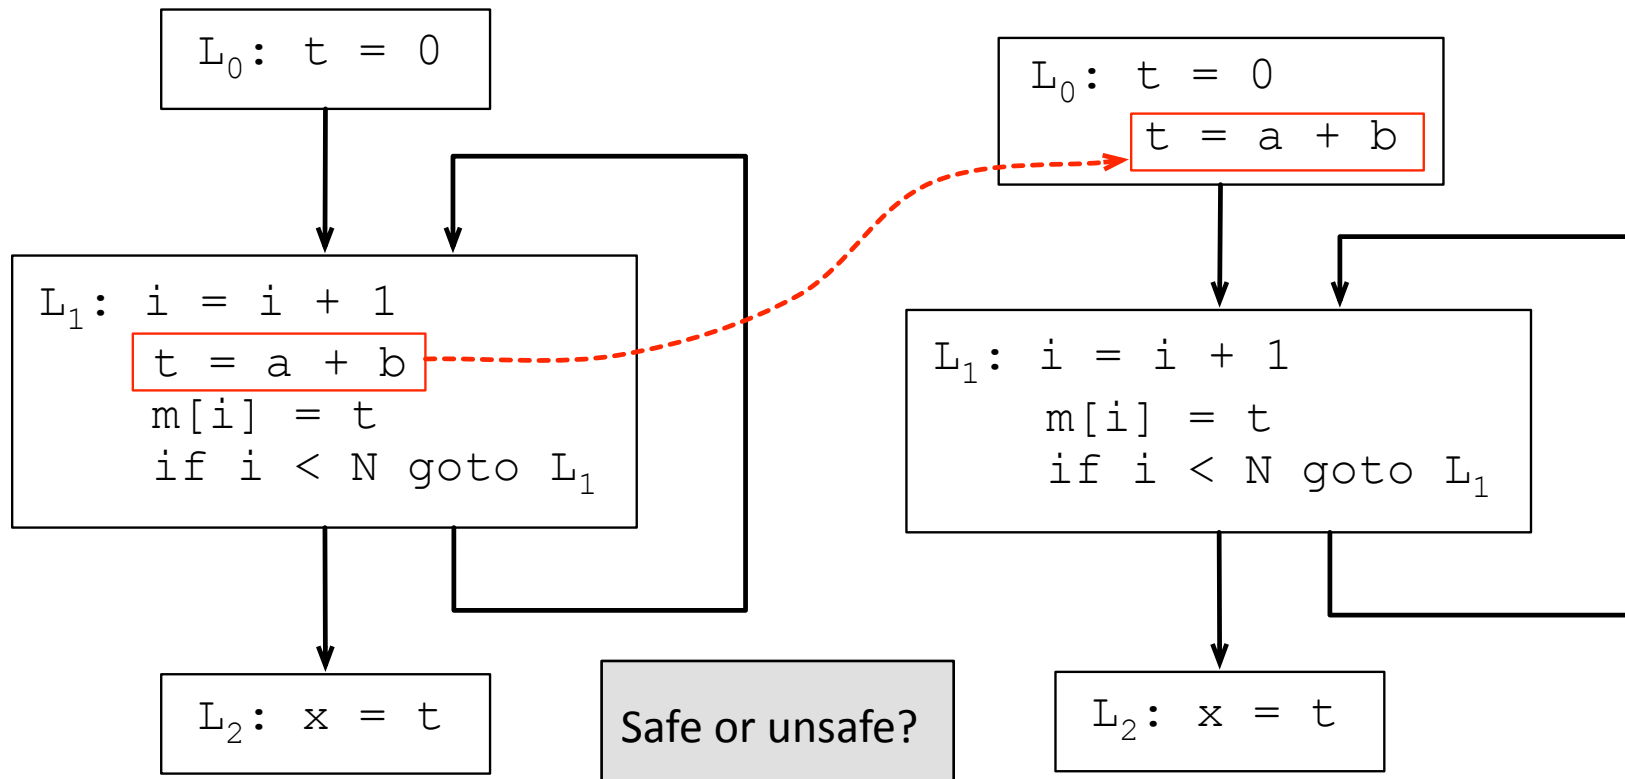 L₀: t = 0
L₁: i = i + 1
t = a + b
m[i] = t
if i < N goto L₁
L₂: x = t
L₀: t = 0
t = a + b
L₁: i = i + 1
m[i] = t
if i < N goto L₁
L₂: x = t
Safe or unsafe?